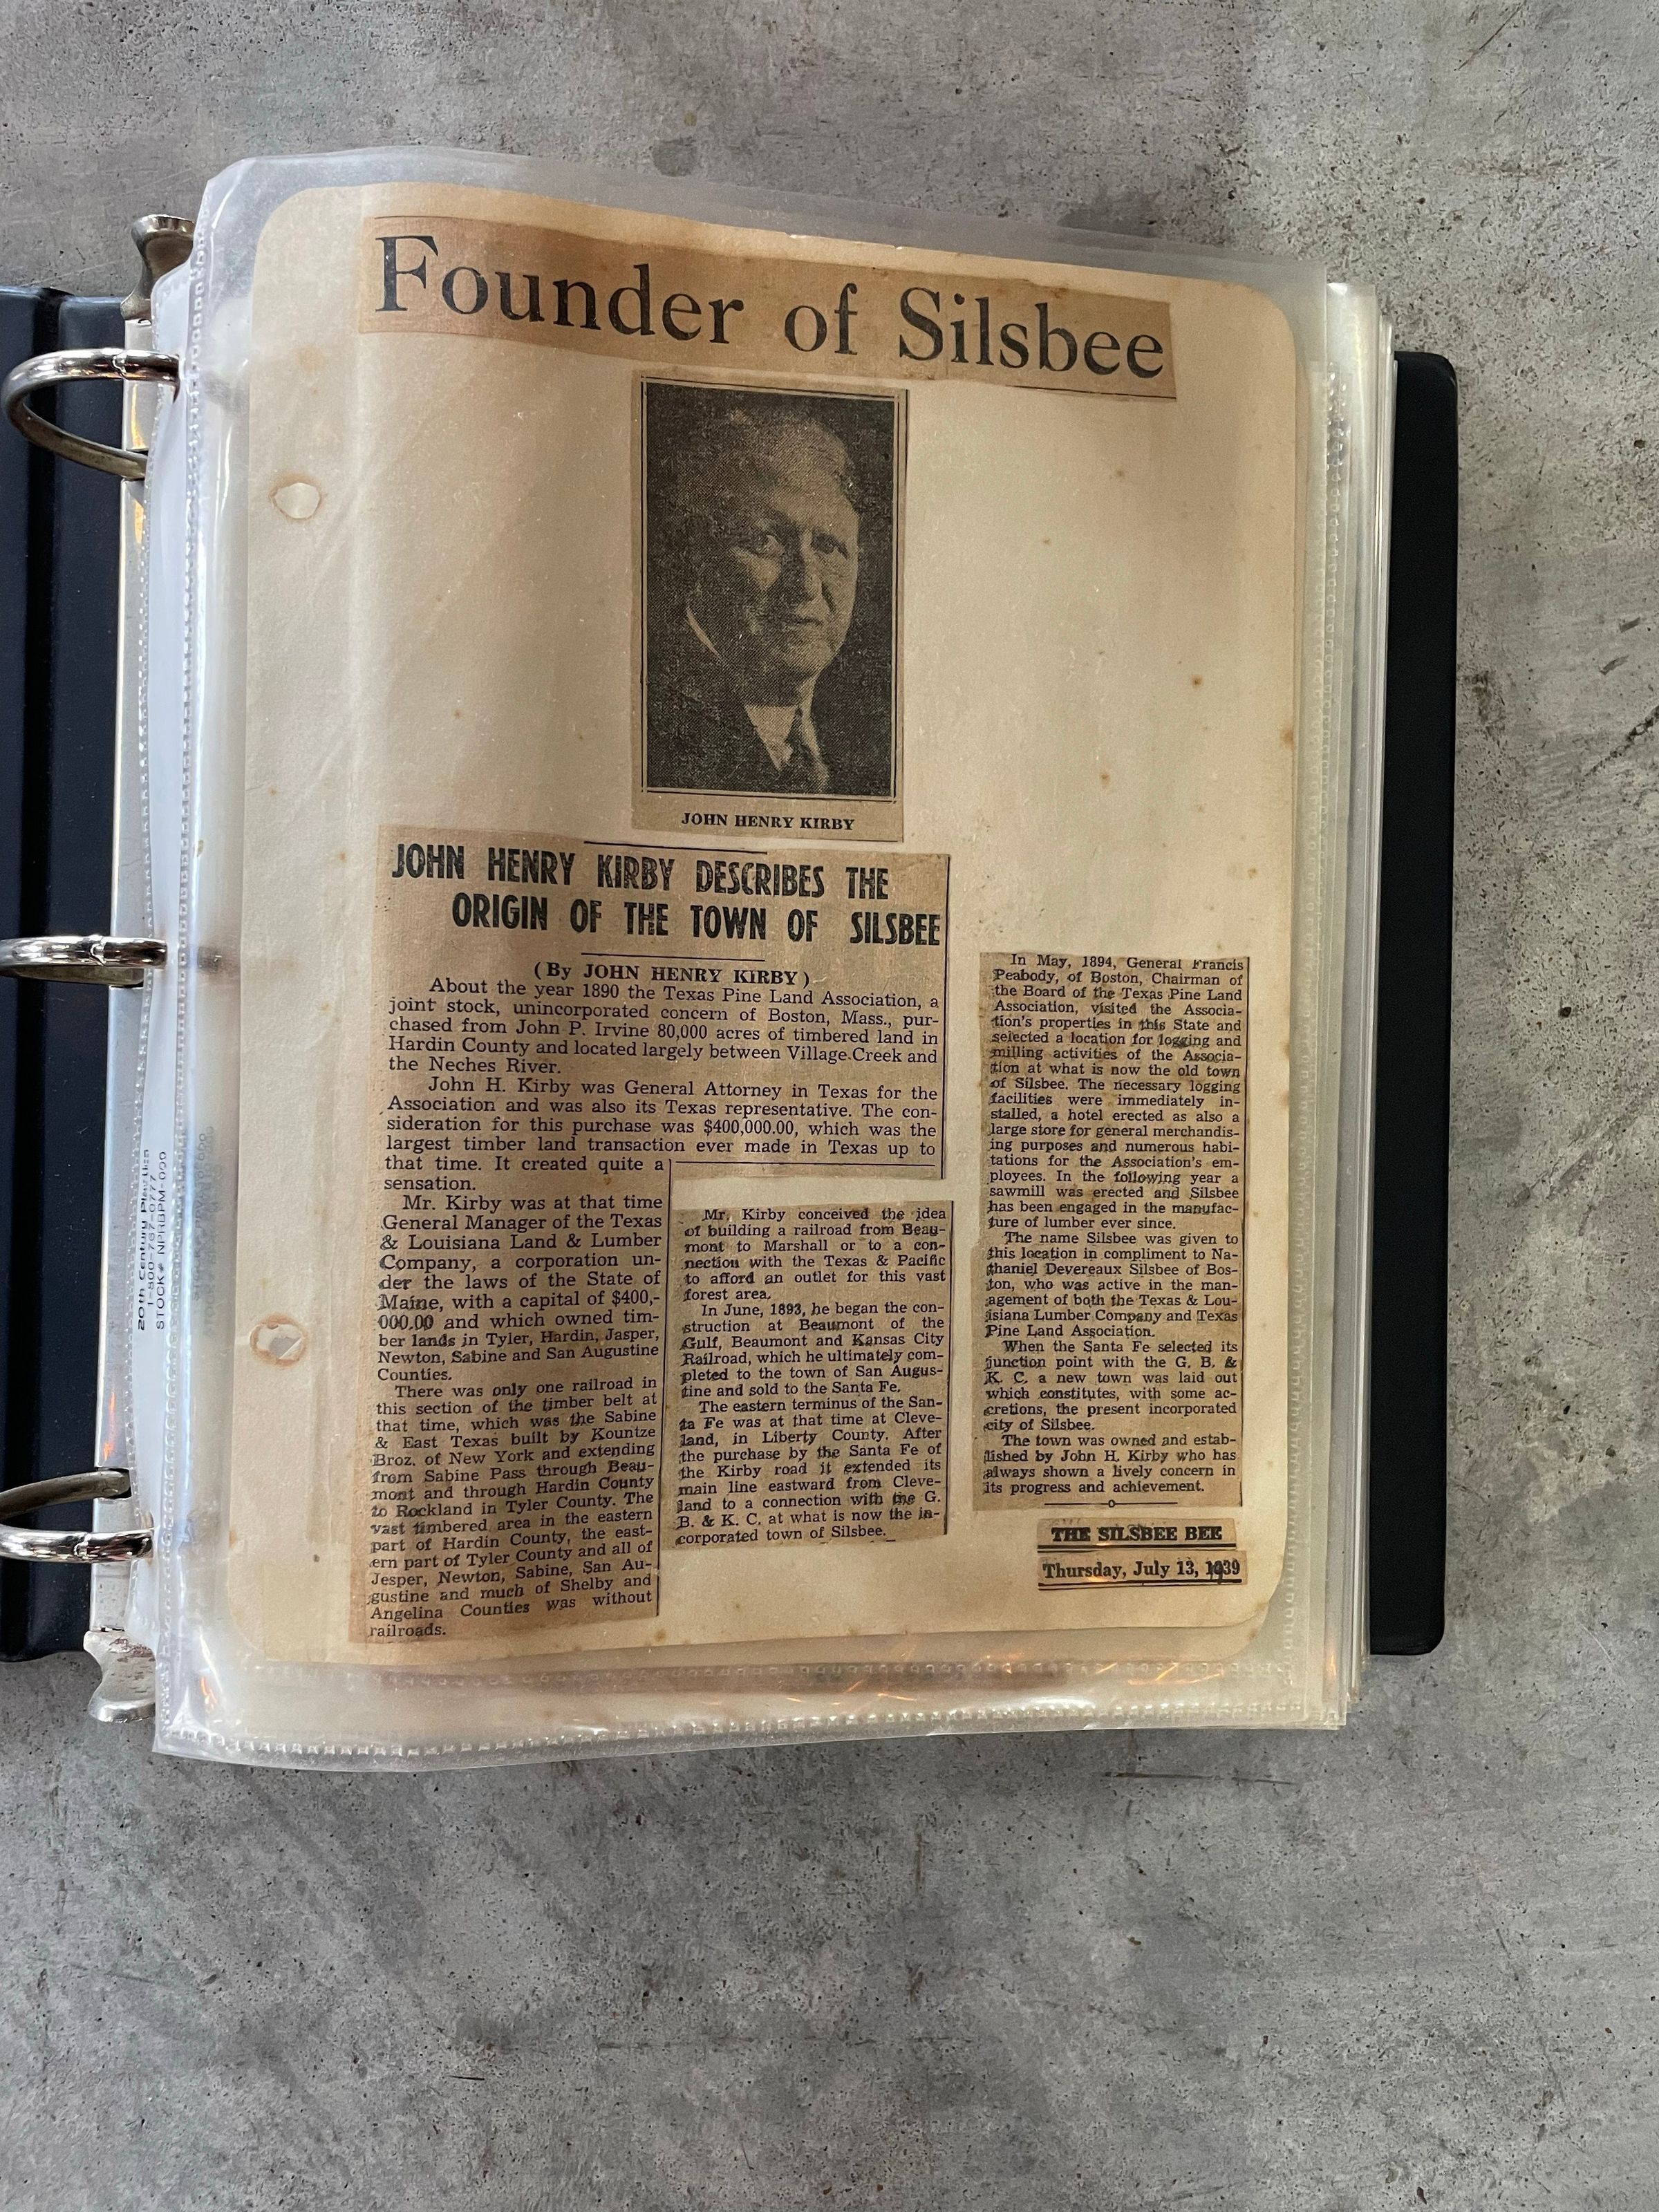 Founder of Silsbee
JOHN HENRY KIRBY
JOHN HENRY KIRBY DESCRIBES THE
ORIGIN OF THE TOWN OF SILSBEE
(By JOHN HENRY KIRBY)
About the year 1890 the Texas Pine Land Association, a
joint stock, unincorporated concern of Boston, Mass., pur-
chased from John P. Irvine 80,000 acres of timbered land in
Hardin County and located largely between Village Creek and
the Neches River.
John H. Kirby was General Attorney in Texas for the
Association and was also its Texas representative. The con-
sideration for this purchase was $400,000.00, which was the
largest timber land transaction ever made in Texas up to
that time. It created quite a
sensation.
Mr. Kirby was at that time
General Manager of the Texas
& Louisiana Land & Lumber
Company, a corporation un-
der the laws of the State of
Maine, with a capital of $400,-
000.00 and which owned tim-
ber lands in Tyler, Hardin, Jasper,
Newton, Sabine and San Augustine
Counties.
There was only one railroad in
this section of the timber belt at
that time, which was the Sabine
& East Texas built by Kountze
Broz. of New York and extending
from Sabine Pass through Beau-
mont and through Hardin County
to Rockland in Tyler County. The
vast timbered area in the eastern
part of Hardin County, the east-
ern part of Tyler County and all of
Jesper, Newton, Sabine, San Au-
gustine and much of Shelby and
Angelina Counties was without
railroads.
Mr. Kirby conceived the idea
of building a railroad from Beau-
mont to Marshall or to a con-
nection with the Texas & Pacific
to afford an outlet for this vast
forest area.
In June, 1893, he began the con-
struction at Beaumont of the
Gulf, Beaumont and Kansas City
Railroad, which he ultimately com-
pleted to the town of San Augus-
tine and sold to the Santa Fe.
The eastern terminus of the San-
ta Fe was at that time at Cleve-
land, in Liberty County. After
the purchase by the Santa Fe of
the Kirby road it extended its
main line eastward from Cleve-
land to a connection with the G.
B. & K. C. at what is now the in-
corporated town of Silsbee.
In May, 1894, General Francis
Peabody, of Boston, Chairman of
the Board of the Texas Pine Land
Association, visited the Associa-
tion's properties in this State and
selected a location for logging and
milling activities of the Associa-
tion at what is now the old town
of Silsbee. The necessary logging
facilities were immediately in-
stalled, a hotel erected as also a
large store for general merchandis-
ing purposes and numerous habi-
tations for the Association's em-
ployees. In the following year a
sawmill was erected and Silsbee
has been engaged in the manufac-
ture of lumber ever since.
The name Silsbee was given to
this location in compliment to Na-
thaniel Devereaux Silsbee of Bos-
ton, who was active in the man-
agement of both the Texas & Lou-
isiana Lumber Company and Texas
Pine Land Association.
When the Santa Fe selected its
junction point with the G. B. &
K. C. a new town was laid out
which constitutes, with some ac-
cretions, the present incorporated
city of Silsbee.
The town was owned and estab-
lished by John H. Kirby who has
always shown a lively concern in
its progress and achievement.
THE SILSBEE BEE
Thursday, July 13, 1939
20th Century Plastics
1-800-767-0777